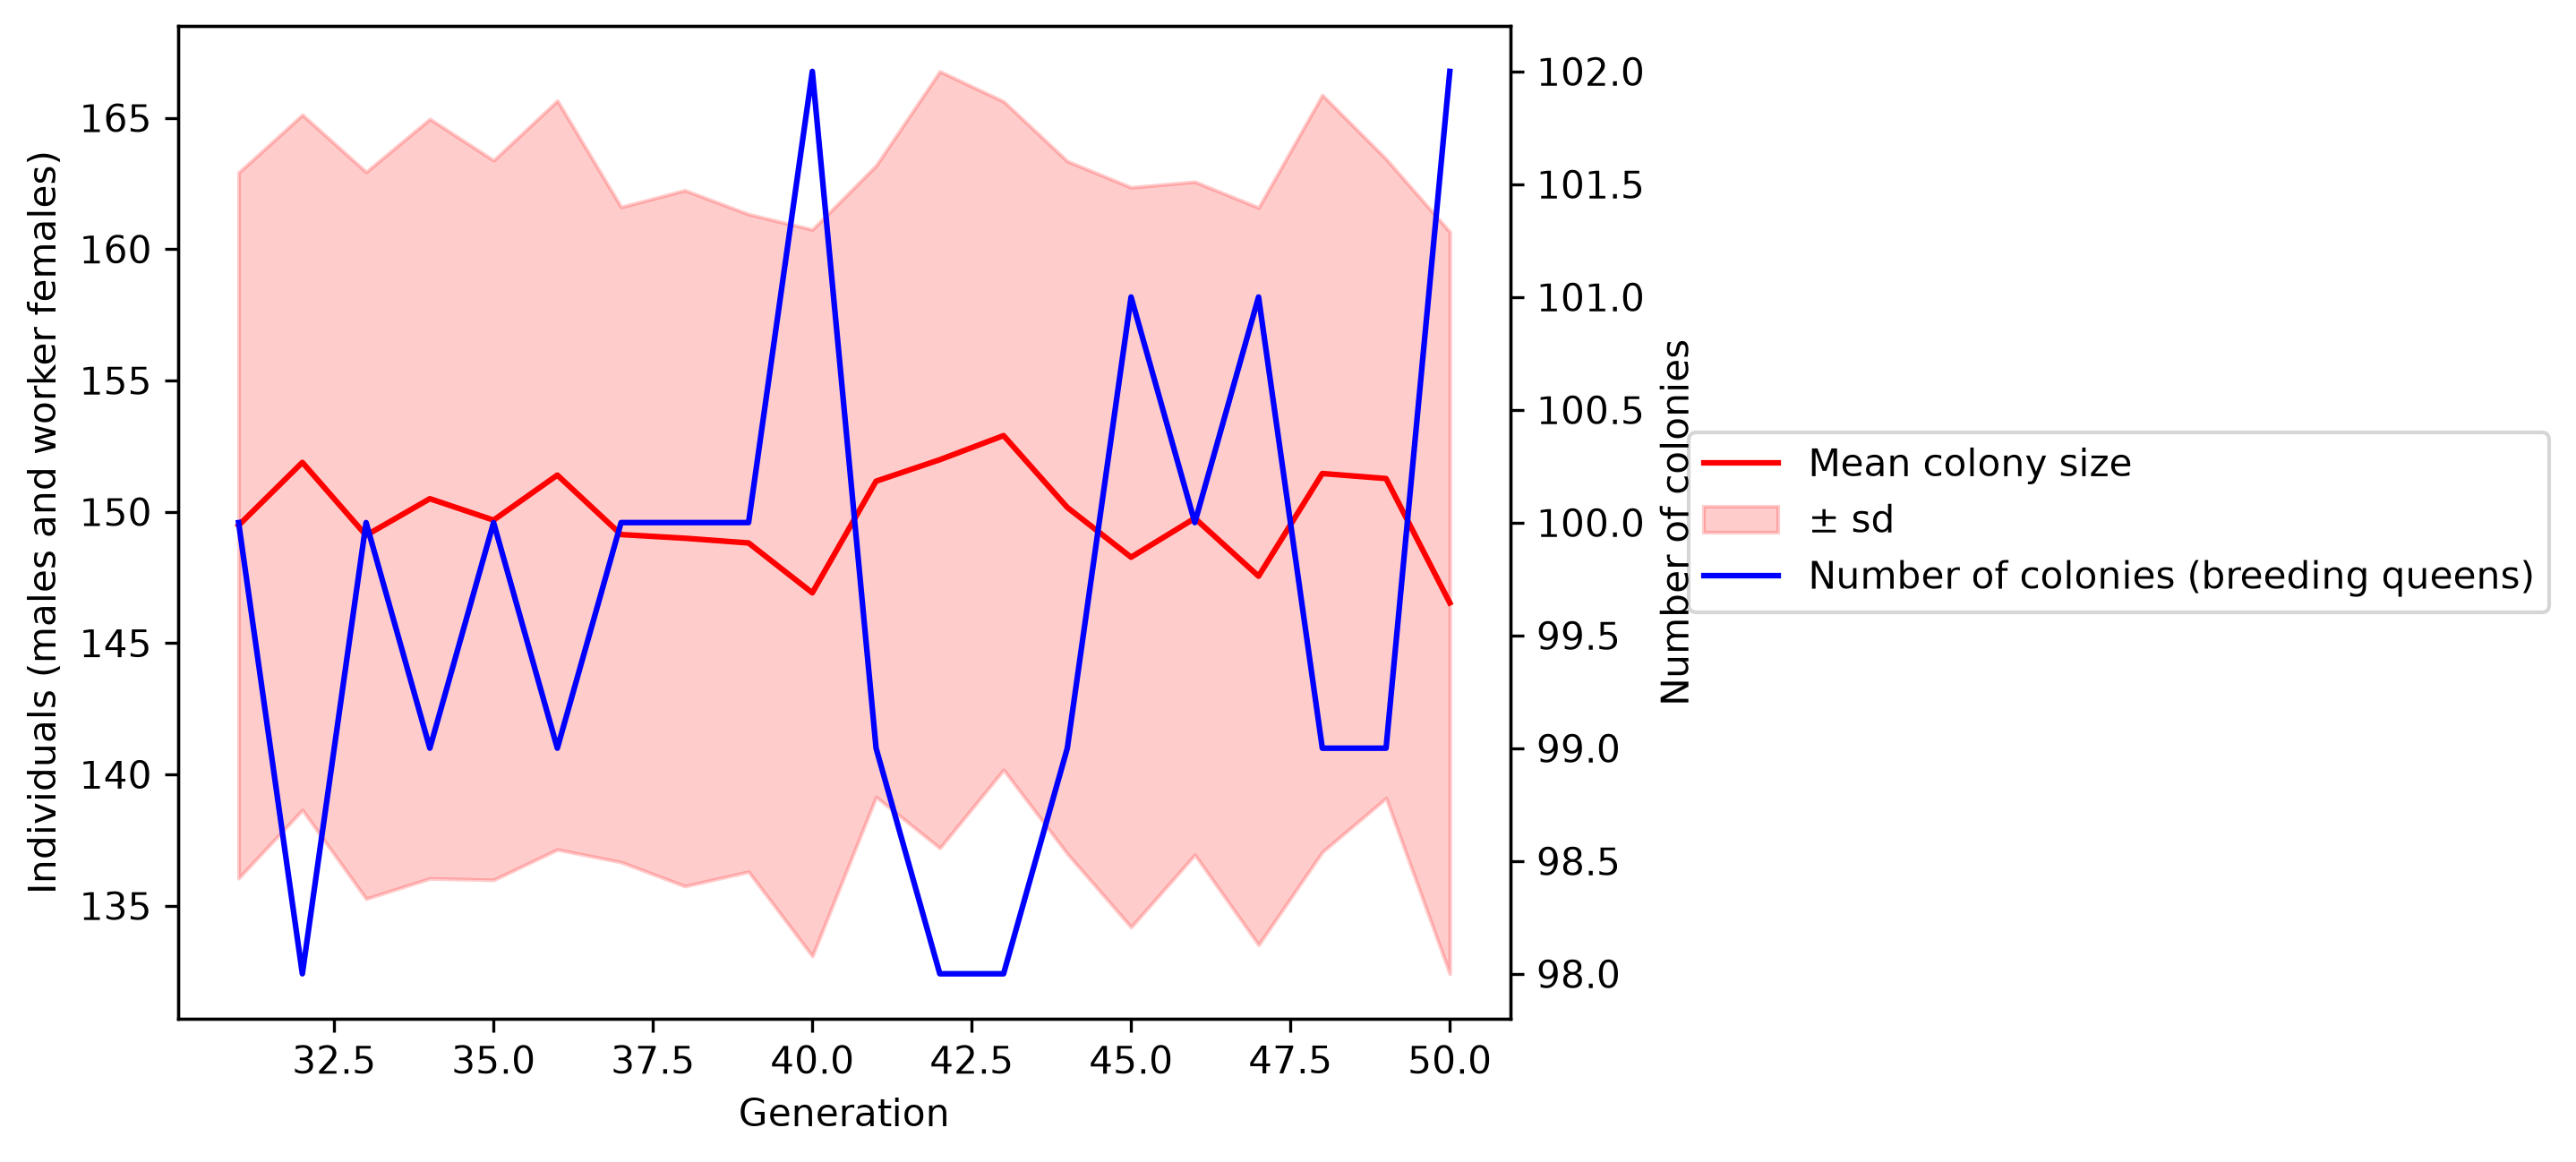 Individuals (males and worker females)
165
160
155
150
145
140
135
32.5 35.0 37.5 40.0 42.5 45.0 47.5 50.0
Generation
102.0
101.5
101.0
100.5
100.0
99.5
99.0
98.5
98.0
Number of colonies
Mean colony size
± sd
Number of colonies (breeding queens)